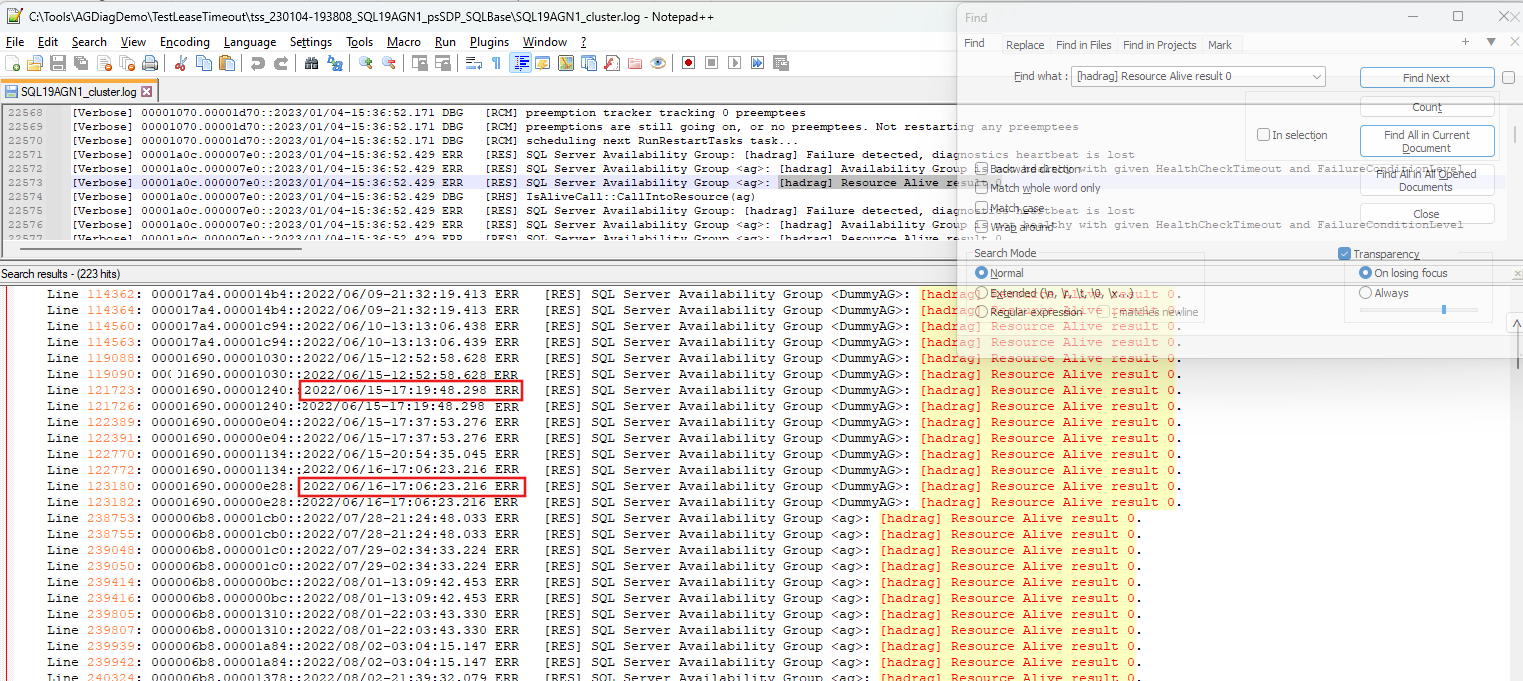 C:\Tools\AGDiagDemo\TestLeaseTimeout\tss_230104-193808_SQL19AGN1_psSDP_SQLBase\SQL19AGN1_cluster.log - Notepad++
File Edit Search View Encoding Language Settings Tools Macro Run Plugins Window ?
SQL19AGN1_cluster.log
22568 [Verbose] 00001070.00001d70::2023/01/04-15:36:52.171 DBG [RCM] preemption tracker tracking 0 preemptees
22569 [Verbose] 00001070.00001d70::2023/01/04-15:36:52.171 DBG [RCM] preemptions are still going on, or no preemptees. Not restarting any preemptees
22570 [Verbose] 00001070.00001d70::2023/01/04-15:36:52.171 DBG [RCM] scheduling next RunRestartTasks task...
22571 [Verbose] 00001a0c.000007e0::2023/01/04-15:36:52.429 ERR [RES] SQL Server Availability Group: [hadrag] Failure detected, diagnostics heartbeat is lost
22572 [Verbose] 00001a0c.000007e0::2023/01/04-15:36:52.429 ERR [RES] SQL Server Availability Group <ag>: [hadrag] Availability Group is not healthy with given HealthCheckTimeout and FailureConditionLevel
22573 [Verbose] 00001a0c.000007e0::2023/01/04-15:36:52.429 ERR [RES] SQL Server Availability Group <ag>: [hadrag] Resource Alive result 0.
22574 [Verbose] 00001a0c.000007e0::2023/01/04-15:36:52.429 ERR [RHS] IsAliveCall::CallIntoResource(ag)
22575 [Verbose] 00001a0c.000007e0::2023/01/04-15:36:52.429 ERR [RES] SQL Server Availability Group: [hadrag] Failure detected, diagnostics heartbeat is lost
22576 [Verbose] 00001a0c.000007e0::2023/01/04-15:36:52.429 ERR [RES] SQL Server Availability Group <ag>: [hadrag] Availability Group is not healthy with given HealthCheckTimeout and FailureConditionLevel
22577 [Verbose] 00001a0c.000007e0::2023/01/04-15:36:52.429 ERR [RES] SQL Server Availability Group <ag>: [hadrag] Resource Alive result 0.
Find
Find Replace Find in Files Find in Projects Mark
Find what : [hadrag] Resource Alive result 0
Find Next
Count
In selection
Find All in Current
Document
Backward direction
Find All in All Opened
Documents
Match whole word only
Match case
Close
Wrap around
Search Mode
Transparency
Normal
On losing focus
Extended (\n, \r, \t, \0, \x...)
Always
Regular expression
. matches newline
Search results - (223 hits)
Line 114362: 000017a4.000014b4::2022/06/09-21:32:19.413 ERR [RES] SQL Server Availability Group <DummyAG>: [hadrag] Resource Alive result 0.
Line 114364: 000017a4.000014b4::2022/06/09-21:32:19.413 ERR [RES] SQL Server Availability Group <DummyAG>: [hadrag] Resource Alive result 0.
Line 114560: 000017a4.00001c94::2022/06/10-13:13:06.438 ERR [RES] SQL Server Availability Group <DummyAG>: [hadrag] Resource Alive result 0.
Line 114563: 000017a4.00001c94::2022/06/10-13:13:06.439 ERR [RES] SQL Server Availability Group <DummyAG>: [hadrag] Resource Alive result 0.
Line 119088: 00001690.00001030::2022/06/15-12:52:58.628 ERR [RES] SQL Server Availability Group <DummyAG>: [hadrag] Resource Alive result 0.
Line 119090: 00001690.00001030::2022/06/15-12:52:58.628 ERR [RES] SQL Server Availability Group <DummyAG>: [hadrag] Resource Alive result 0.
Line 121723: 00001690.00001240::2022/06/15-17:19:48.298 ERR [RES] SQL Server Availability Group <DummyAG>: [hadrag] Resource Alive result 0.
Line 121726: 00001690.00001240::2022/06/15-17:19:48.298 ERR [RES] SQL Server Availability Group <DummyAG>: [hadrag] Resource Alive result 0.
Line 122389: 00001690.00000e04::2022/06/15-17:37:53.276 ERR [RES] SQL Server Availability Group <DummyAG>: [hadrag] Resource Alive result 0.
Line 122391: 00001690.00000e04::2022/06/15-17:37:53.276 ERR [RES] SQL Server Availability Group <DummyAG>: [hadrag] Resource Alive result 0.
Line 122770: 00001690.00001134::2022/06/15-20:54:35.045 ERR [RES] SQL Server Availability Group <DummyAG>: [hadrag] Resource Alive result 0.
Line 122772: 00001690.00001134::2022/06/16-17:06:23.216 ERR [RES] SQL Server Availability Group <DummyAG>: [hadrag] Resource Alive result 0.
Line 123180: 00001690.00000e28::2022/06/16-17:06:23.216 ERR [RES] SQL Server Availability Group <DummyAG>: [hadrag] Resource Alive result 0.
Line 123182: 00001690.00000e28::2022/06/16-17:06:23.216 ERR [RES] SQL Server Availability Group <DummyAG>: [hadrag] Resource Alive result 0.
Line 238753: 000006b8.00001cb0::2022/07/28-21:24:48.033 ERR [RES] SQL Server Availability Group <ag>: [hadrag] Resource Alive result 0.
Line 238755: 000006b8.00001cb0::2022/07/28-21:24:48.033 ERR [RES] SQL Server Availability Group <ag>: [hadrag] Resource Alive result 0.
Line 239048: 000006b8.000001c0::2022/07/29-02:34:33.224 ERR [RES] SQL Server Availability Group <ag>: [hadrag] Resource Alive result 0.
Line 239050: 000006b8.000001c0::2022/07/29-02:34:33.224 ERR [RES] SQL Server Availability Group <ag>: [hadrag] Resource Alive result 0.
Line 239414: 000006b8.000000bc::2022/08/01-13:09:42.453 ERR [RES] SQL Server Availability Group <ag>: [hadrag] Resource Alive result 0.
Line 239416: 000006b8.000000bc::2022/08/01-13:09:42.453 ERR [RES] SQL Server Availability Group <ag>: [hadrag] Resource Alive result 0.
Line 239805: 000006b8.00001310::2022/08/01-22:03:43.330 ERR [RES] SQL Server Availability Group <ag>: [hadrag] Resource Alive result 0.
Line 239807: 000006b8.00001310::2022/08/01-22:03:43.330 ERR [RES] SQL Server Availability Group <ag>: [hadrag] Resource Alive result 0.
Line 239939: 000006b8.00001a84::2022/08/02-03:04:15.147 ERR [RES] SQL Server Availability Group <ag>: [hadrag] Resource Alive result 0.
Line 239942: 000006b8.00001a84::2022/08/02-03:04:15.147 ERR [RES] SQL Server Availability Group <ag>: [hadrag] Resource Alive result 0.
Line 240324: 000006b8.00001378::2022/08/02-21:39:32.079 ERR [RES] SQL Server Availability Group <ag>: [hadrag] Resource Alive result 0.